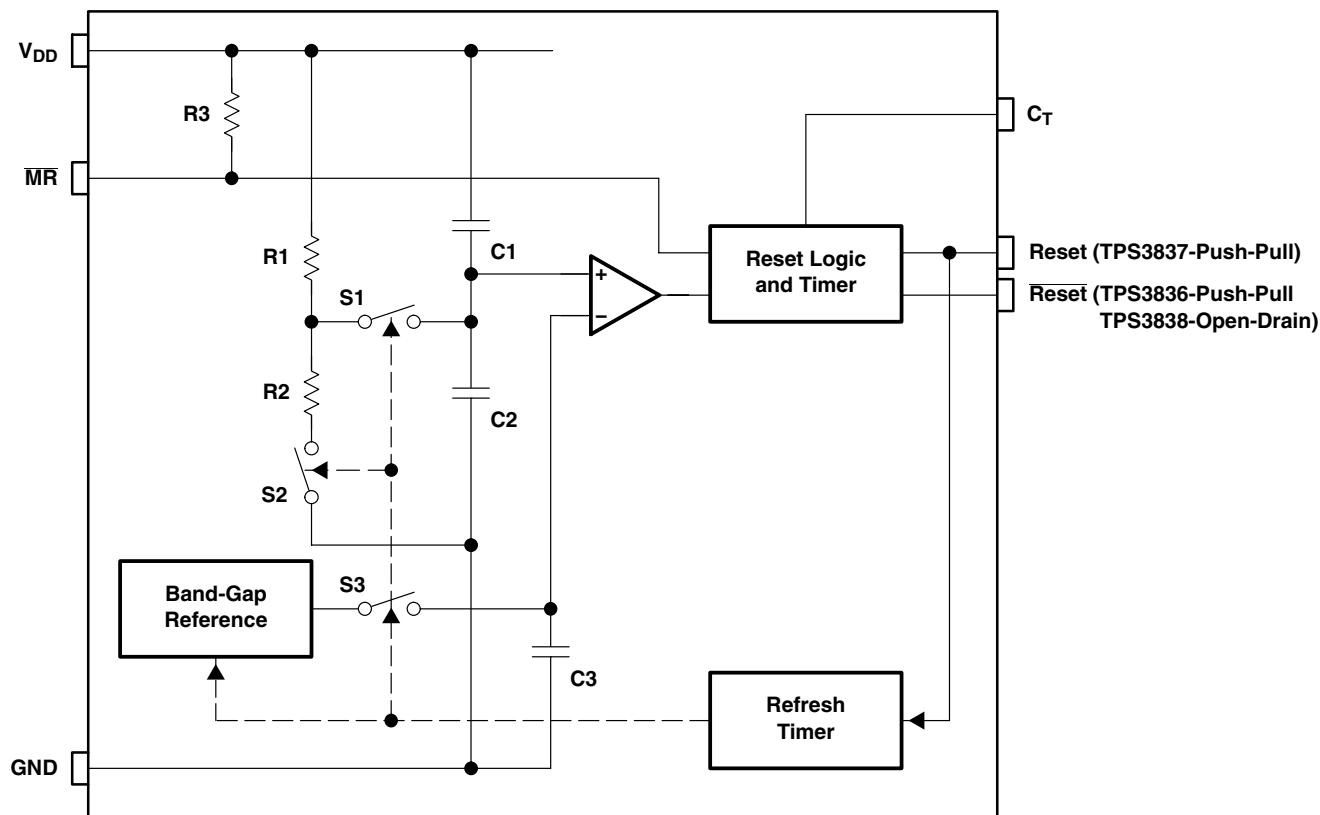 VDD
CT
R3
MR
R1
C1
S1
+
−
Reset Logic
and Timer
Reset (TPS3837-Push-Pull)
Reset (TPS3836-Push-Pull
TPS3838-Open-Drain)
R2
C2
S2
Band-Gap
Reference
S3
C3
Refresh
Timer
GND